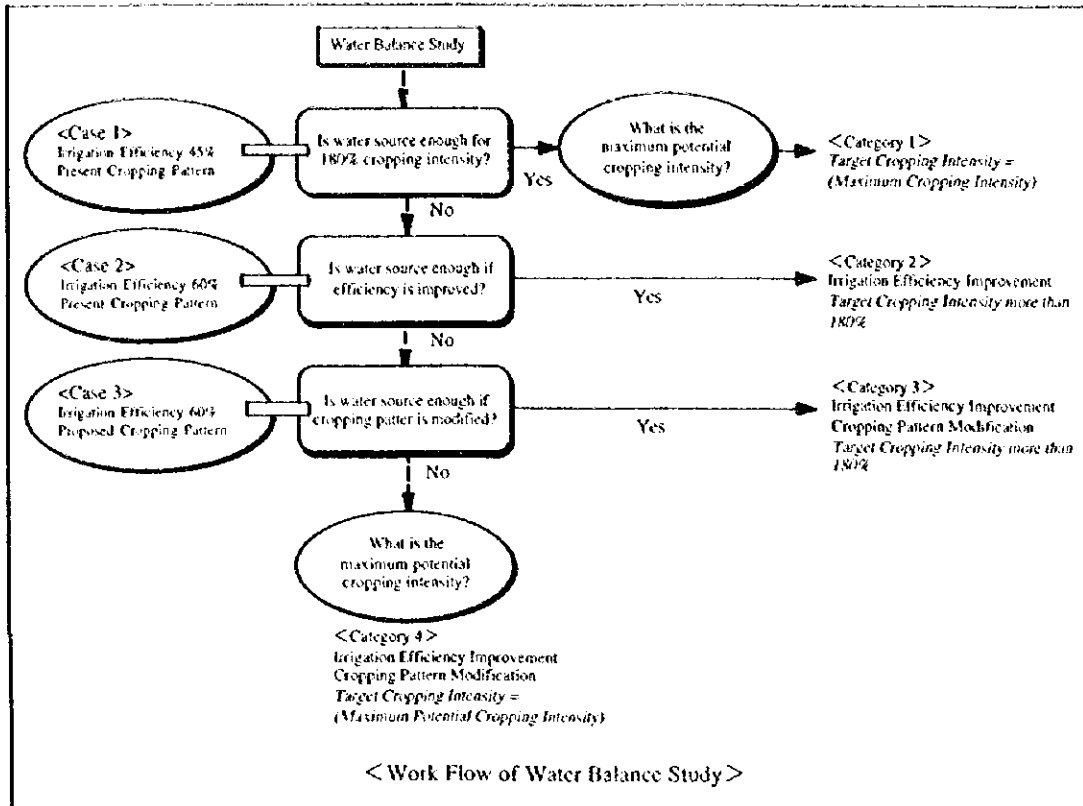 Water Balance Study
<Case 1>
Irrigation Efficiency 45%
Present Cropping Pattern
Is water source enough for
180% cropping intensity?
Yes
What is the
maximum potential
cropping intensity?
<Category 1>
Target Cropping Intensity =
(Maximum Cropping Intensity)
No
<Case 2>
Irrigation Efficiency 60%
Present Cropping Pattern
Is water source enough if
efficiency is improved?
Yes
<Category 2>
Irrigation Efficiency Improvement
Target Cropping Intensity more than
180%
No
<Case 3>
Irrigation Efficiency 60%
Proposed Cropping Pattern
Is water source enough if
cropping patter is modified?
Yes
<Category 3>
Irrigation Efficiency Improvement
Cropping Pattern Modification
Target Cropping Intensity more than
180%
No
What is the
maximum potential
cropping intensity?
<Category 4>
Irrigation Efficiency Improvement
Cropping Pattern Modification
Target Cropping Intensity =
(Maximum Potential Cropping Intensity)
<Work Flow of Water Balance Study>